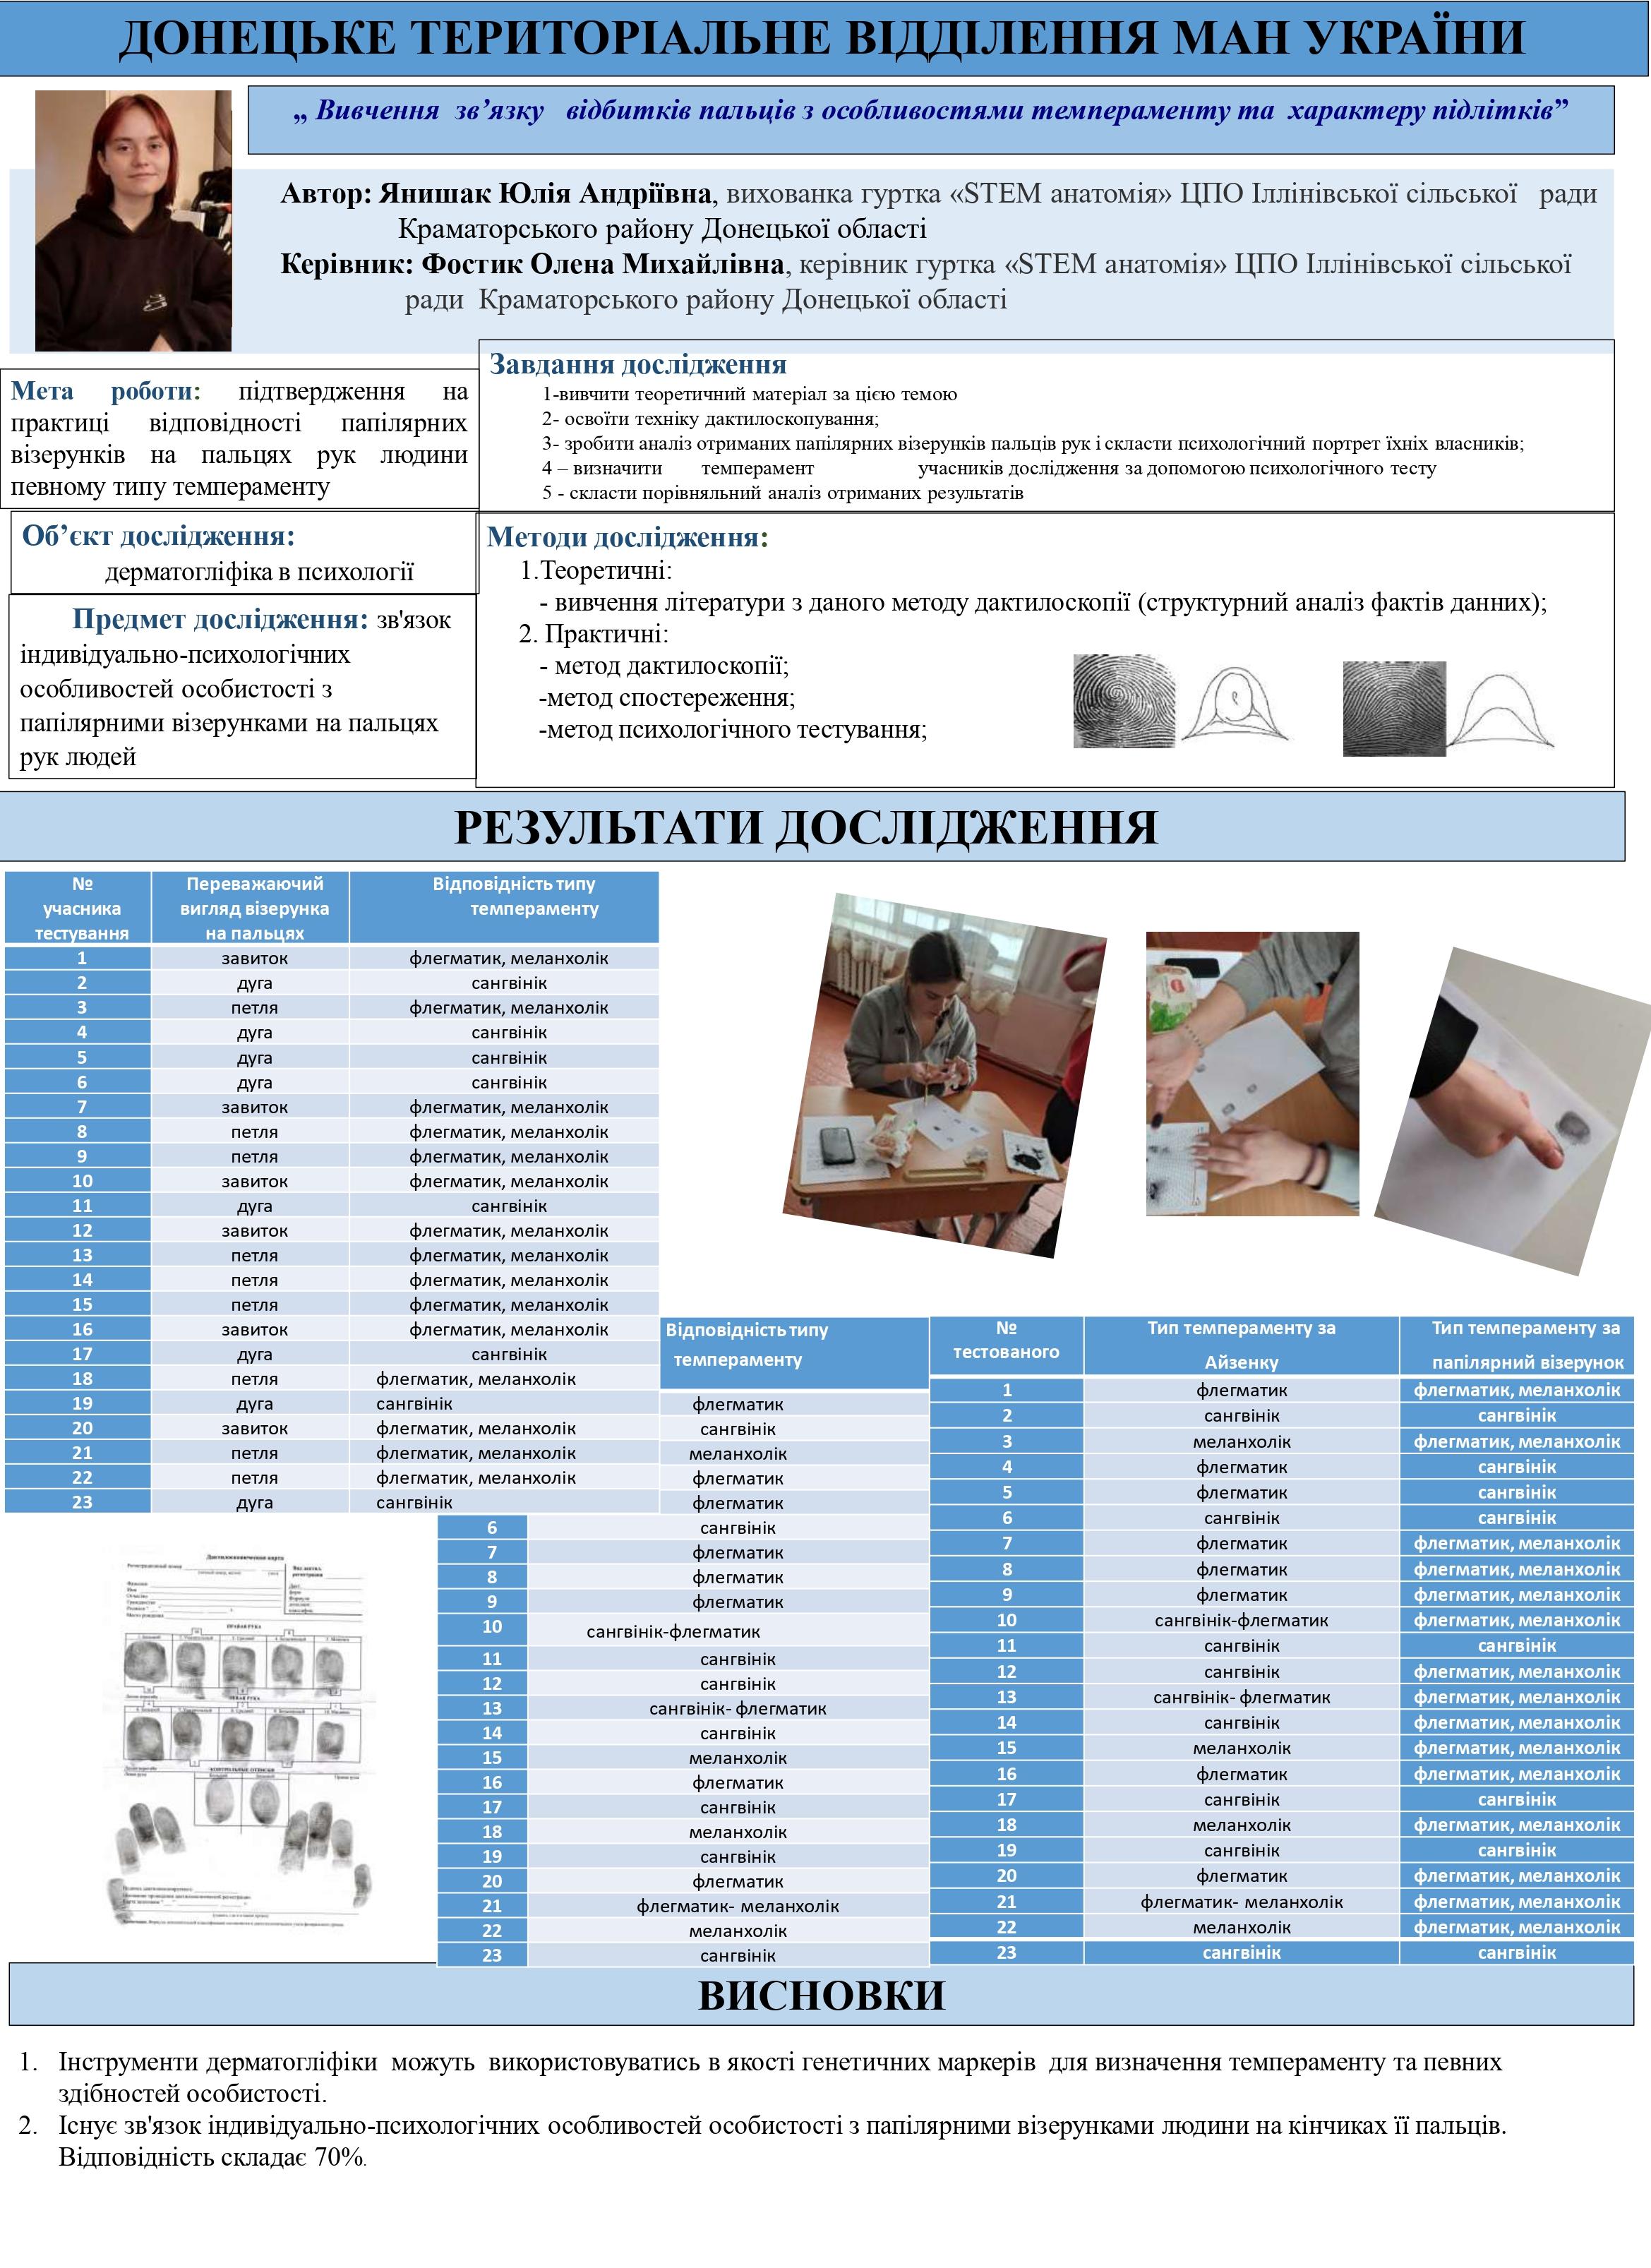 ДОНЕЦЬКЕ ТЕРИТОРІАЛЬНЕ ВІДДІЛЕННЯ МАН УКРАЇНИ
„ Вивчення зв’язку відбитків пальців з особливостями темпераменту та характеру підлітків”
Автор: Янишак Юлія Андріївна, вихованка гуртка «STEM анатомія» ЦПО Іллінівської сільської ради
Краматорського району Донецької області
Керівник: Фостик Олена Михайлівна, керівник гуртка «STEM анатомія» ЦПО Іллінівської сільської
ради Краматорського району Донецької області
Мета роботи: підтвердження на
практиці відповідності папілярних
візерунків на пальцях рук людини
певному типу темпераменту
Завдання дослідження
1-вивчити теоретичний матеріал за цією темою
2- освоїти техніку дактилоскопування;
3- зробити аналіз отриманих папілярних візерунків пальців рук і скласти психологічний портрет їхніх власників;
4 – визначити темперамент учасників дослідження за допомогою психологічного тесту
5 - скласти порівняльний аналіз отриманих результатів
Об’єкт дослідження:
дерматогліфіка в психології
Предмет дослідження: зв'язок
індивідуально-психологічних
особливостей особистості з
папілярними візерунками на пальцях
рук людей
Методи дослідження:
1.Теоретичні:
- вивчення літератури з даного методу дактилоскопії (структурний аналіз фактів данних);
2. Практичні:
- метод дактилоскопії;
-метод спостереження;
-метод психологічного тестування;
РЕЗУЛЬТАТИ ДОСЛІДЖЕННЯ
№ учасника тестування Переважаючий вигляд візерунка на пальцях Відповідність типу темпераменту
1 завиток флегматик, меланхолік
2 дуга сангвінік
3 петля флегматик, меланхолік
4 дуга сангвінік
5 дуга сангвінік
6 дуга сангвінік
7 завиток флегматик, меланхолік
8 петля флегматик, меланхолік
9 петля флегматик, меланхолік
10 завиток флегматик, меланхолік
11 дуга сангвінік
12 завиток флегматик, меланхолік
13 петля флегматик, меланхолік
14 петля флегматик, меланхолік
15 петля флегматик, меланхолік
16 завиток флегматик, меланхолік
17 дуга сангвінік
18 петля флегматик, меланхолік
19 дуга сангвінік
20 завиток флегматик, меланхолік
21 петля флегматик, меланхолік
22 петля флегматик, меланхолік
23 дуга сангвінік
Відповідність типу
темпераменту
флегматик
сангвінік
меланхолік
флегматик
флегматик
6 сангвінік
7 флегматик
8 флегматик
9 флегматик
10 сангвінік-флегматик
11 сангвінік
12 сангвінік
13 сангвінік- флегматик
14 сангвінік
15 меланхолік
16 флегматик
17 сангвінік
18 меланхолік
19 сангвінік
20 флегматик
21 флегматик- меланхолік
22 меланхолік
23 сангвінік
№ тестованого Тип темпераменту за Айзенку Тип темпераменту за папілярний візерунок
1 флегматик флегматик, меланхолік
2 сангвінік сангвінік
3 меланхолік флегматик, меланхолік
4 флегматик сангвінік
5 флегматик сангвінік
6 сангвінік сангвінік
7 флегматик флегматик, меланхолік
8 флегматик флегматик, меланхолік
9 флегматик флегматик, меланхолік
10 сангвінік-флегматик флегматик, меланхолік
11 сангвінік сангвінік
12 сангвінік флегматик, меланхолік
13 сангвінік- флегматик флегматик, меланхолік
14 сангвінік флегматик, меланхолік
15 меланхолік флегматик, меланхолік
16 флегматик флегматик, меланхолік
17 сангвінік сангвінік
18 меланхолік флегматик, меланхолік
19 сангвінік сангвінік
20 флегматик флегматик, меланхолік
21 флегматик- меланхолік флегматик, меланхолік
22 меланхолік флегматик, меланхолік
23 сангвінік сангвінік
Дактилоскопическая карта
ПРАВАЯ РУКА
ЛЕВАЯ РУКА
КОНТРОЛЬНЫЕ ОТТИСКИ
ВИСНОВКИ
1. Інструменти дерматогліфіки можуть використовуватись в якості генетичних маркерів для визначення темпераменту та певних
здібностей особистості.
2. Існує зв'язок індивідуально-психологічних особливостей особистості з папілярними візерунками людини на кінчиках її пальців.
Відповідність складає 70%.